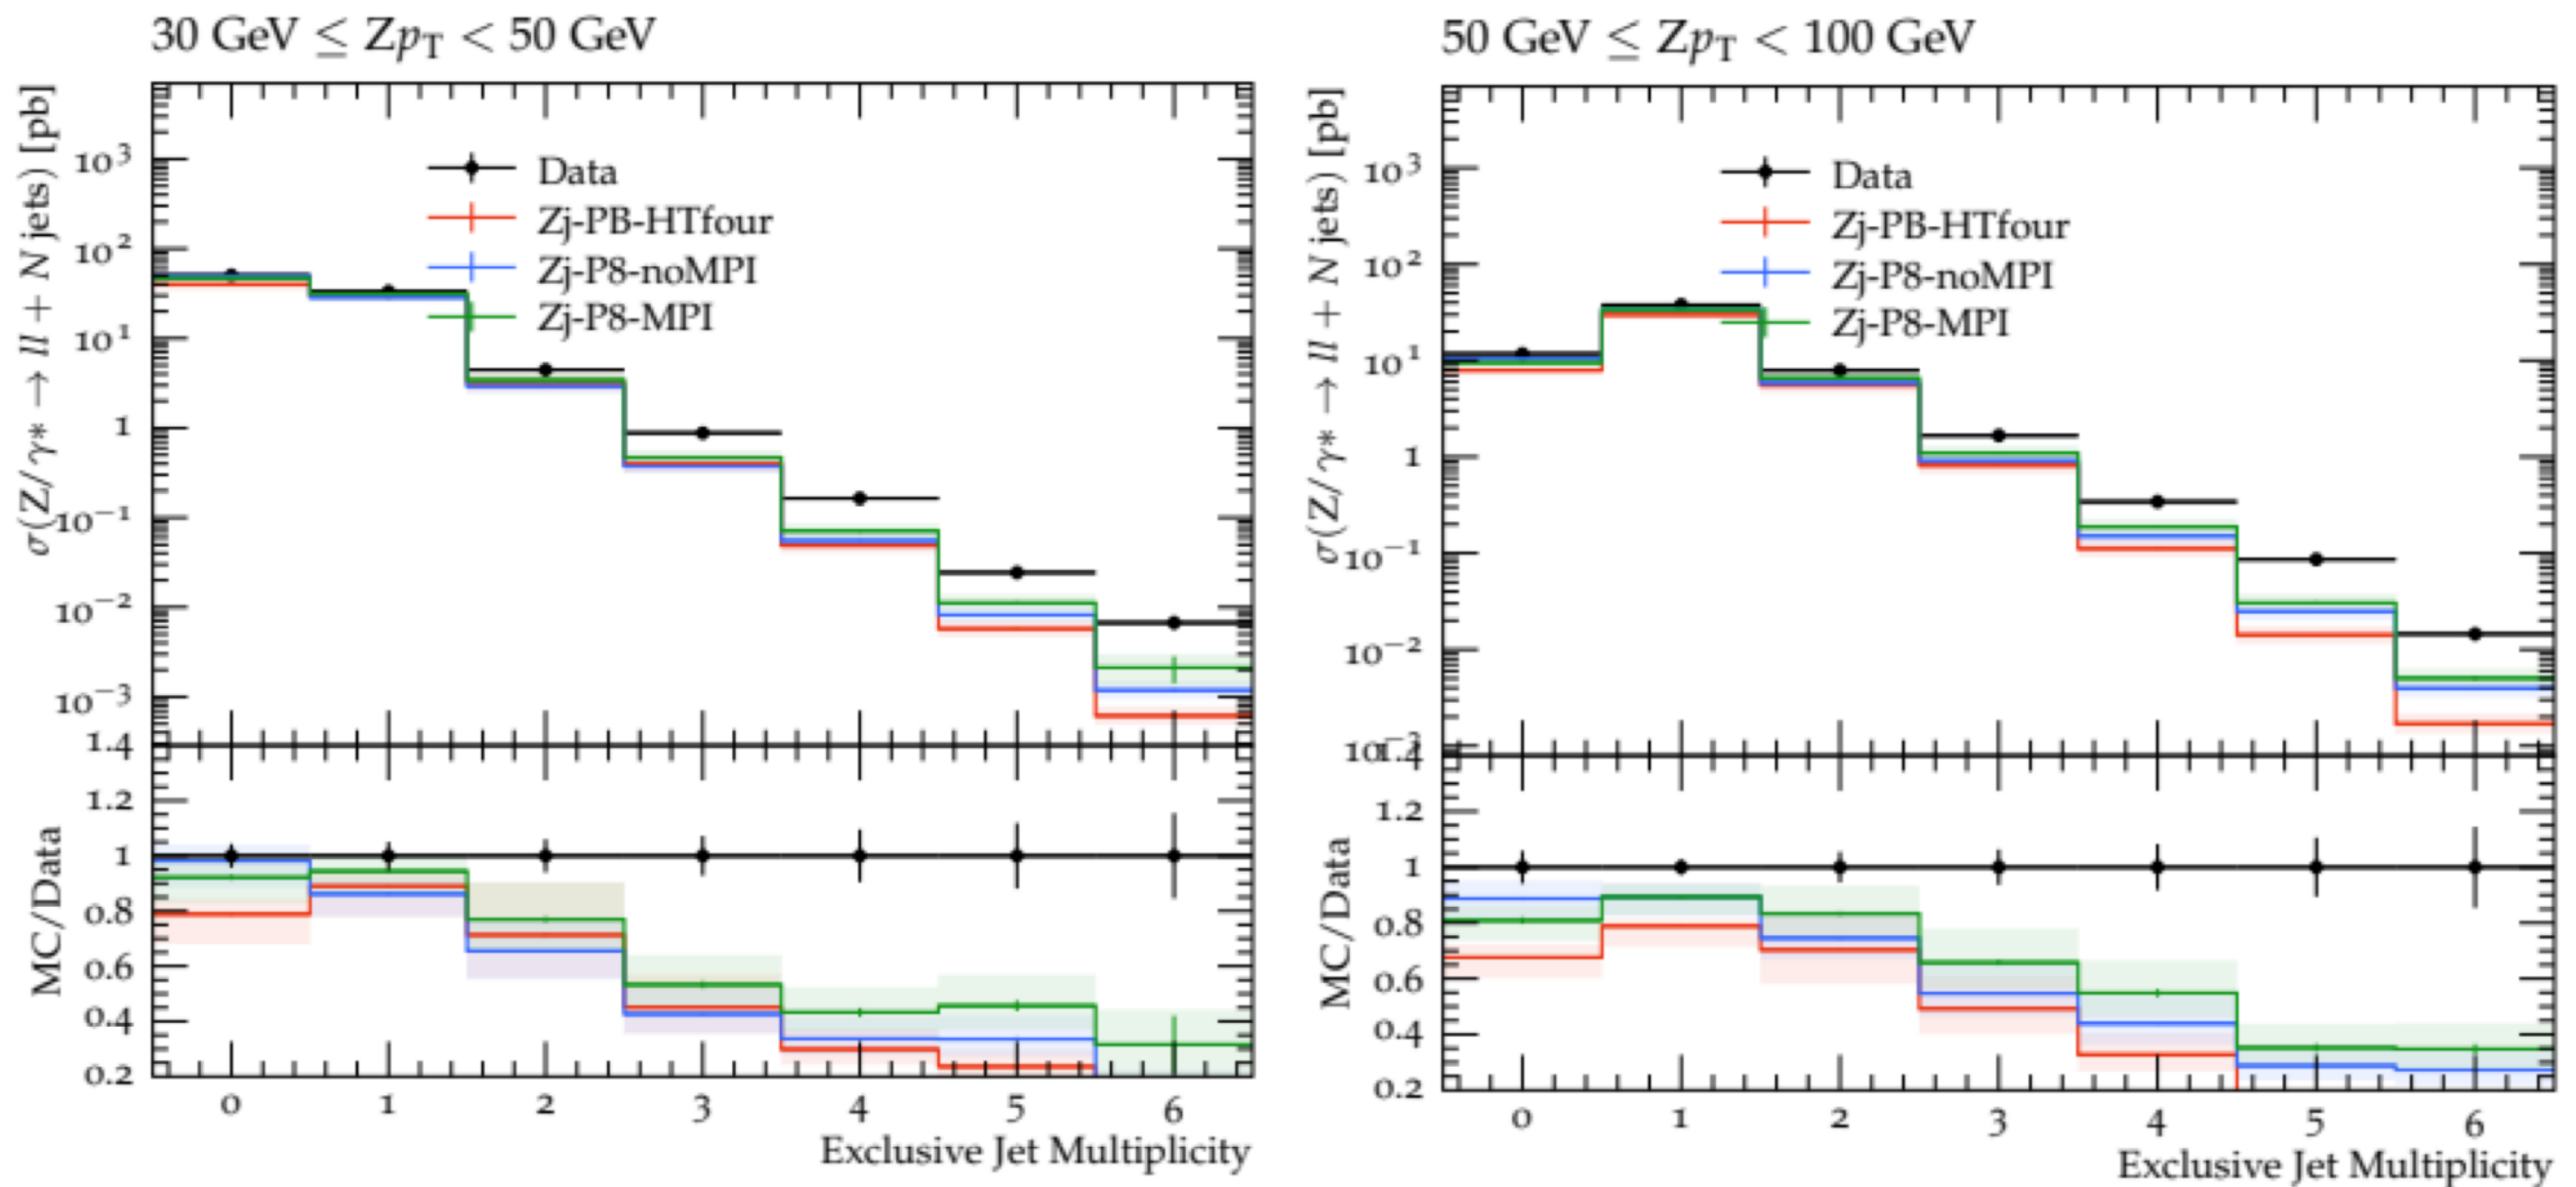 30 GeV ≤ Zp_T < 50 GeV
σ(Z/γ* → ll + N jets) [pb]
10^3
10^2
10^1
1
10^−1
10^−2
10^−3
Data
Zj-PB-HTfour
Zj-P8-noMPI
Zj-P8-MPI
MC/Data
1.4
1.2
1
0.8
0.6
0.4
0.2
0 1 2 3 4 5 6
Exclusive Jet Multiplicity
50 GeV ≤ Zp_T < 100 GeV
σ(Z/γ* → ll + N jets) [pb]
10^3
10^2
10^1
1
10^−1
10^−2
Data
Zj-PB-HTfour
Zj-P8-noMPI
Zj-P8-MPI
MC/Data
1.2
1
0.8
0.6
0.4
0.2
0 1 2 3 4 5 6
Exclusive Jet Multiplicity